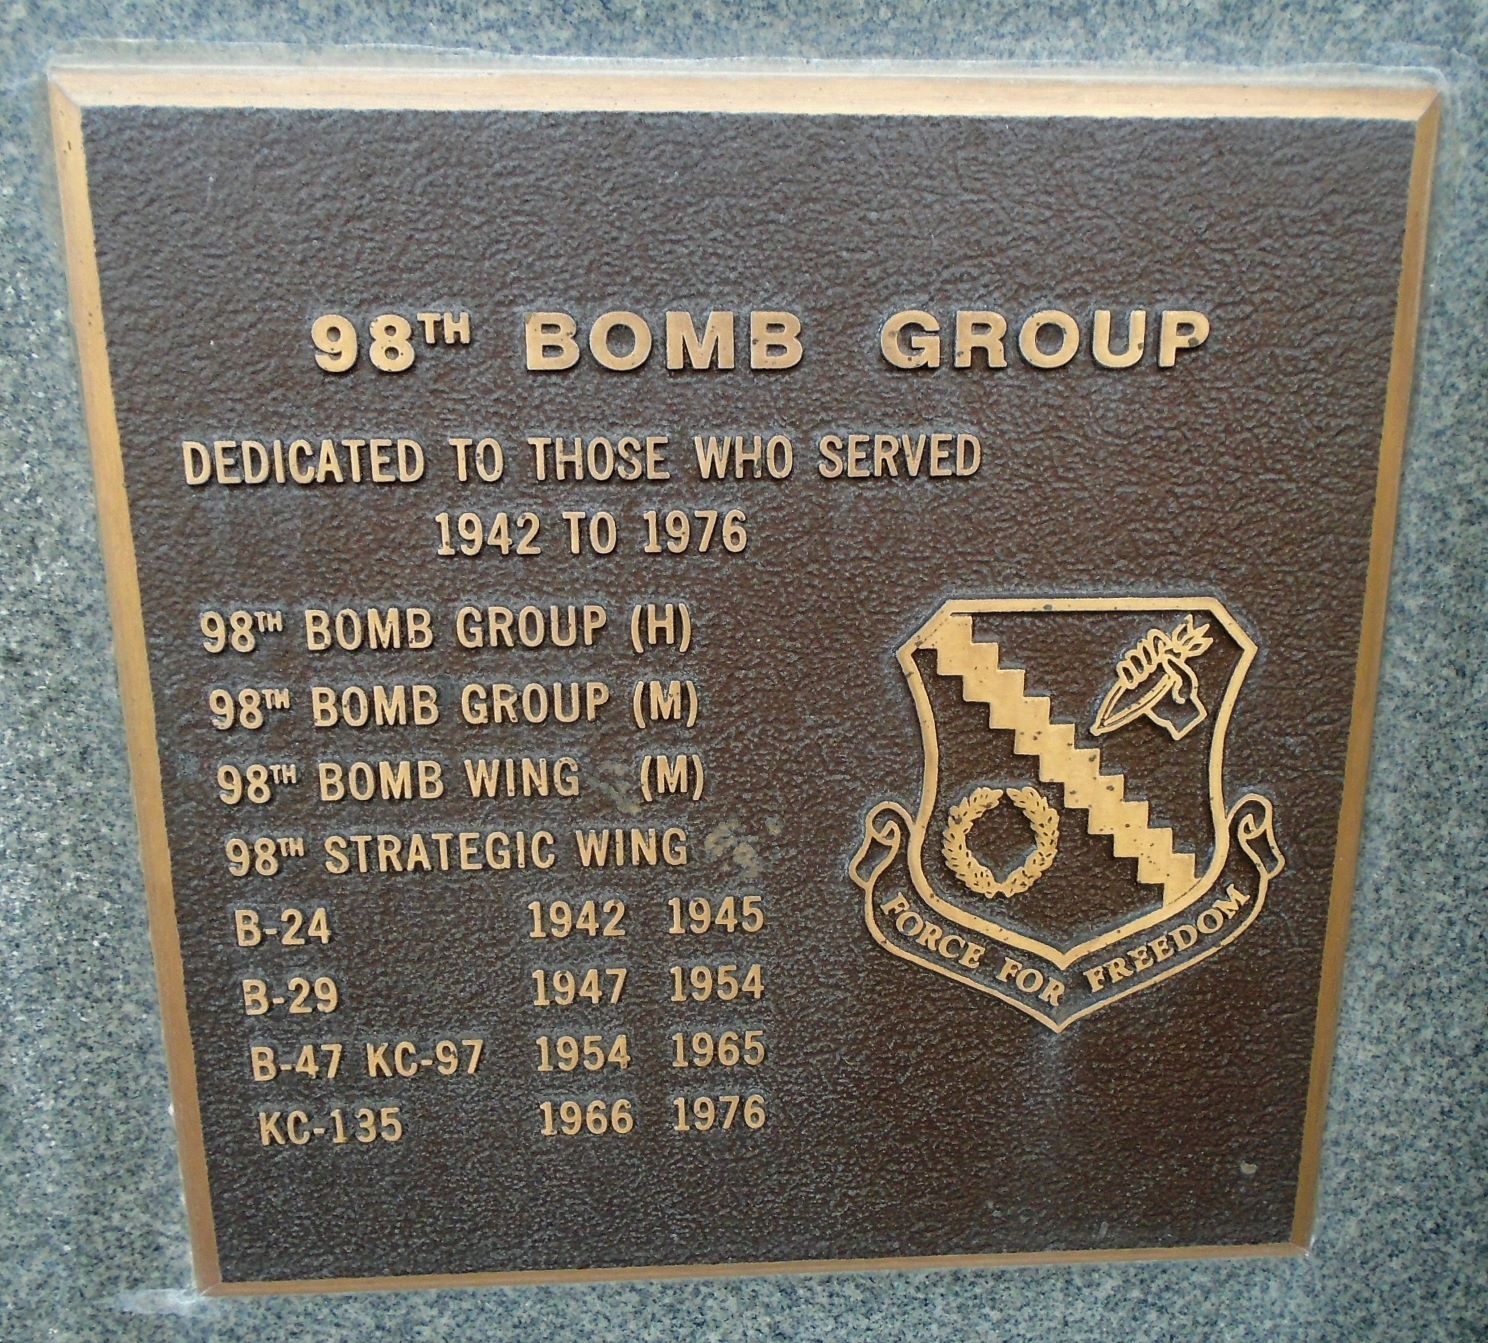 98TH BOMB GROUP
DEDICATED TO THOSE WHO SERVED
1942 TO 1976
98TH BOMB GROUP (H)
98TH BOMB GROUP (M)
98TH BOMB WING (M)
98TH STRATEGIC WING
B-24 1942 1945
B-29 1947 1954
B-47 KC-97 1954 1965
KC-135 1966 1976
FORCE FOR FREEDOM